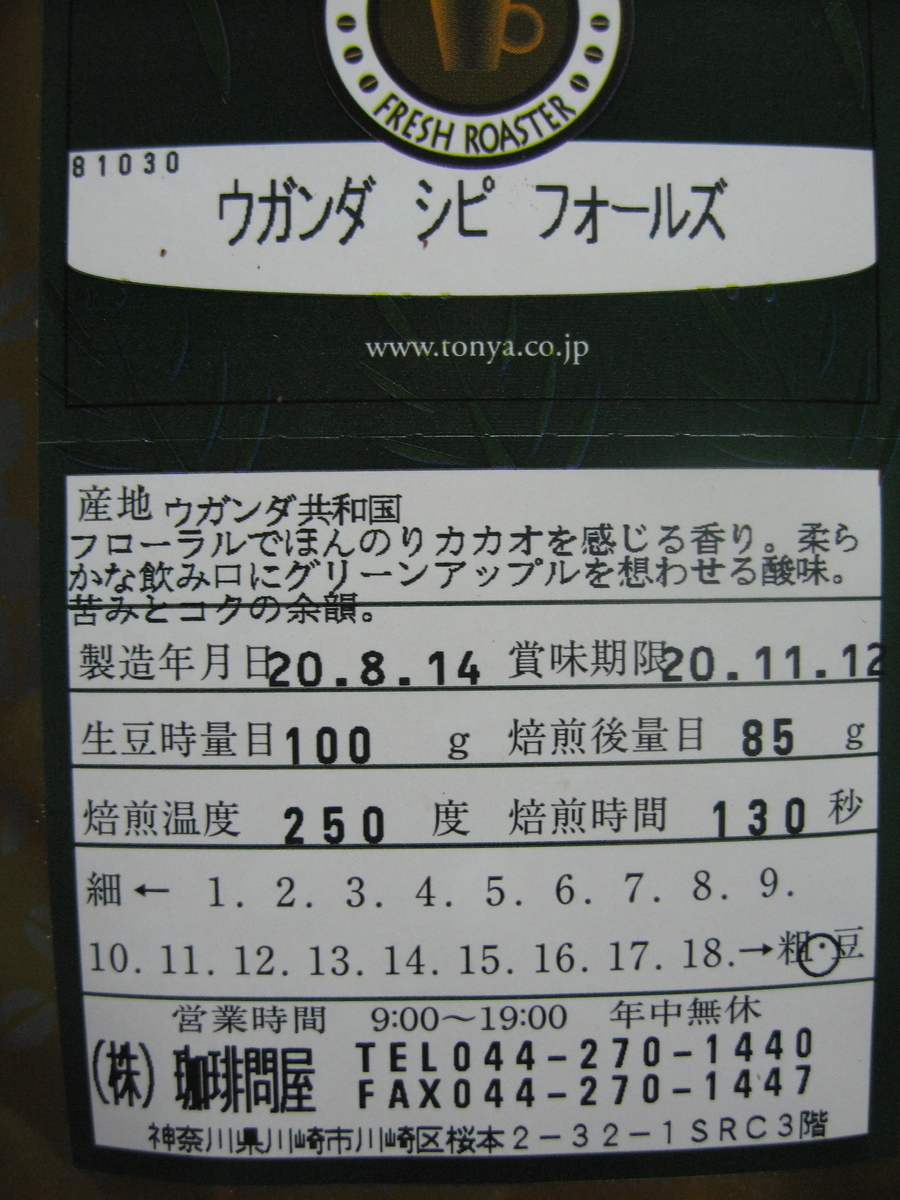 FRESH ROASTER
81030
ウガンダ シピ フォールズ
www.tonya.co.jp
産地 ウガンダ共和国
フローラルでほんのりカカオを感じる香り。柔ら
かな飲み口にグリーンアップルを想わせる酸味。
苦みとコクの余韻。
製造年月日20.8.14 賞味期限20.11.12
生豆時量目100 g 焙煎後量目 85 g
焙煎温度 250 度 焙煎時間 130 秒
細← 1. 2. 3. 4. 5. 6. 7. 8. 9.
10. 11. 12. 13. 14. 15. 16. 17. 18.→粗・豆
営業時間 9:00〜19:00 年中無休
(株)珈琲問屋 TEL044-270-1440
FAX044-270-1447
神奈川県川崎市川崎区桜本2-32-1SRC3階